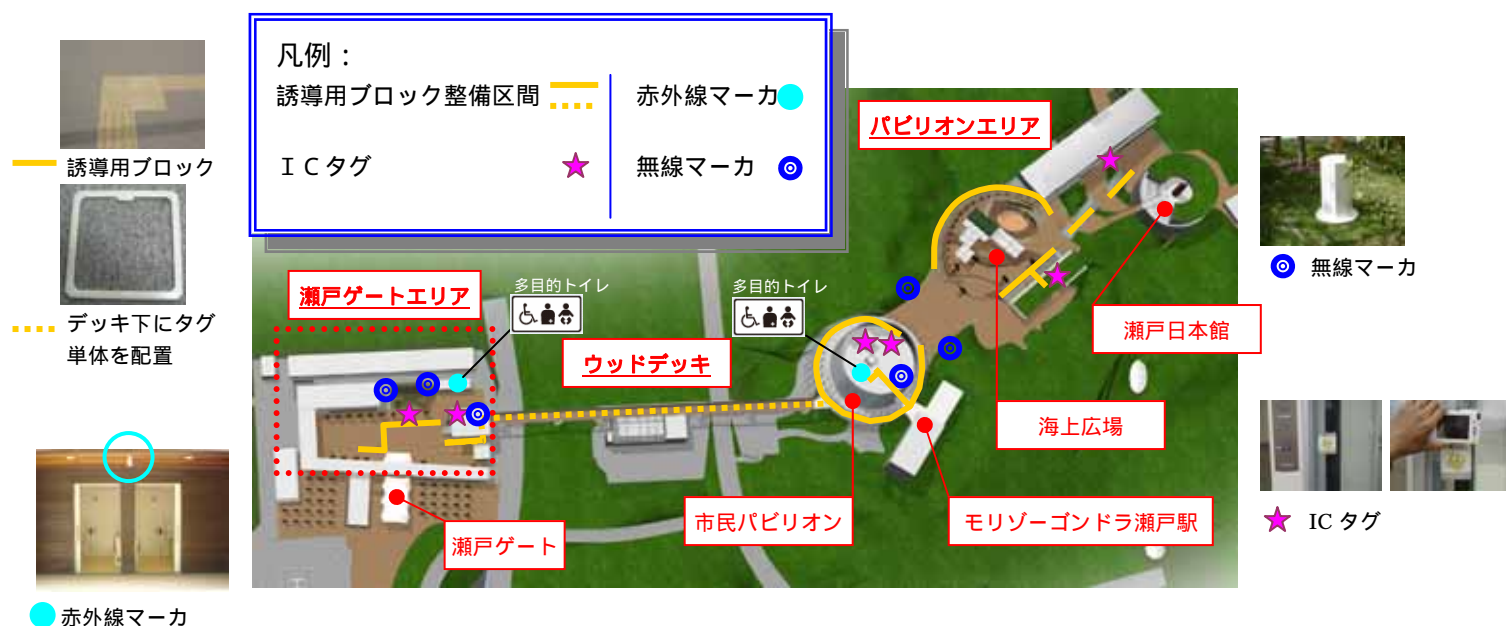 凡例：
誘導用ブロック整備区間
赤外線マーカ
ＩＣタグ
無線マーカ
誘導用ブロック
デッキ下にタグ
単体を配置
赤外線マーカ
パビリオンエリア
瀬戸ゲートエリア
多目的トイレ
ウッドデッキ
多目的トイレ
瀬戸日本館
海上広場
市民パビリオン
モリゾーゴンドラ瀬戸駅
瀬戸ゲート
無線マーカ
IC タグ